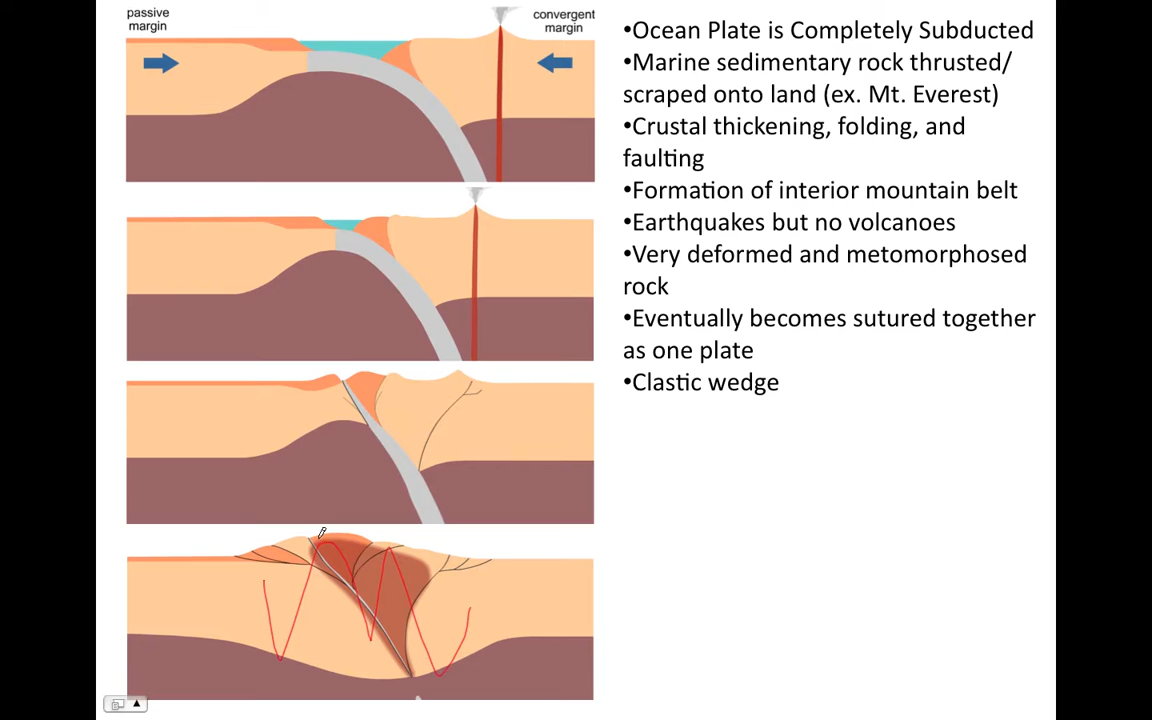 passive
margin
convergent
margin
•Ocean Plate is Completely Subducted
•Marine sedimentary rock thrusted/
scraped onto land (ex. Mt. Everest)
•Crustal thickening, folding, and
faulting
•Formation of interior mountain belt
•Earthquakes but no volcanoes
•Very deformed and metomorphosed
rock
•Eventually becomes sutured together
as one plate
•Clastic wedge